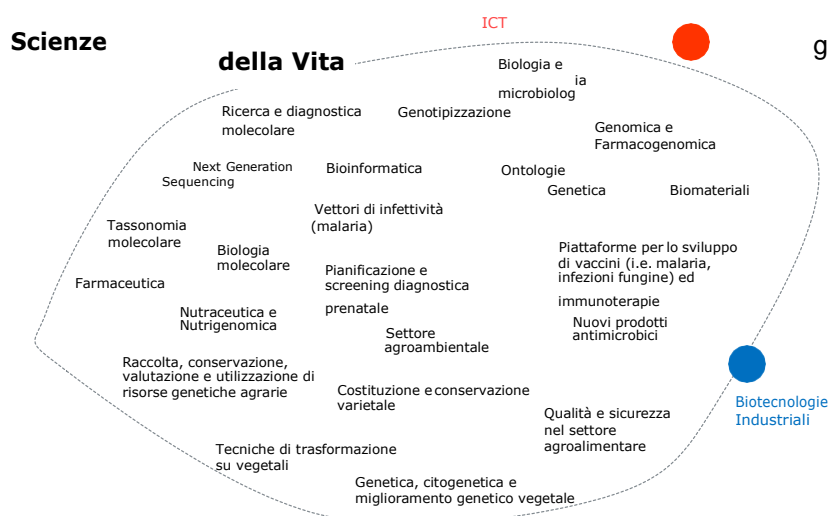 ICT
Scienze
g
della Vita
Biologia e
ia
microbiolog
Ricerca e diagnostica
molecolare
Genotipizzazione
Genomica e
Farmacogenomica
Next Generation
Sequencing
Bioinformatica
Ontologie
Genetica
Biomateriali
Vettori di infettività
(malaria)
Tassonomia
molecolare
Biologia
molecolare
Piattaforme per lo sviluppo
di vaccini (i.e. malaria,
infezioni fungine) ed
immunoterapie
Farmaceutica
Pianificazione e
screening diagnostica
prenatale
Nutraceutica e
Nutrigenomica
Nuovi prodotti
antimicrobici
Settore
agroambientale
Raccolta, conservazione,
valutazione e utilizzazione di
risorse genetiche agrarie
Costituzione e conservazione
varietale
Biotecnologie
Industriali
Qualità e sicurezza
nel settore
agroalimentare
Tecniche di trasformazione
su vegetali
Genetica, citogenetica e
miglioramento genetico vegetale